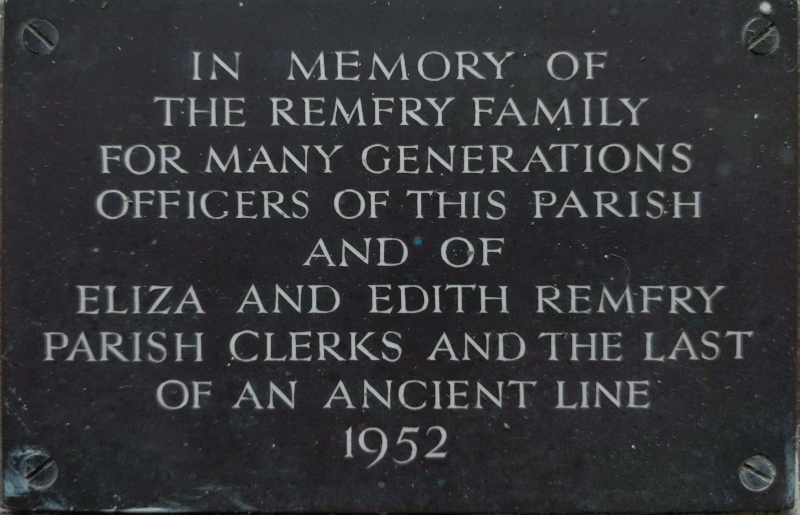 IN MEMORY OF
THE REMFRY FAMILY
FOR MANY GENERATIONS
OFFICERS OF THIS PARISH
AND OF
ELIZA AND EDITH REMFRY
PARISH CLERKS AND THE LAST
OF AN ANCIENT LINE
1952